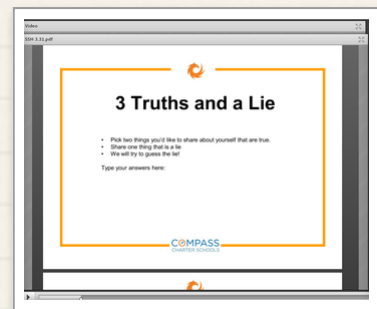 Video
SSH 3.31.pdf
3 Truths and a Lie
• Pick two things you'd like to share about yourself that are true.
• Share one thing that is a lie
• We will try to guess the lie!
Type your answers here:
COMPASS
CHARTER SCHOOLS